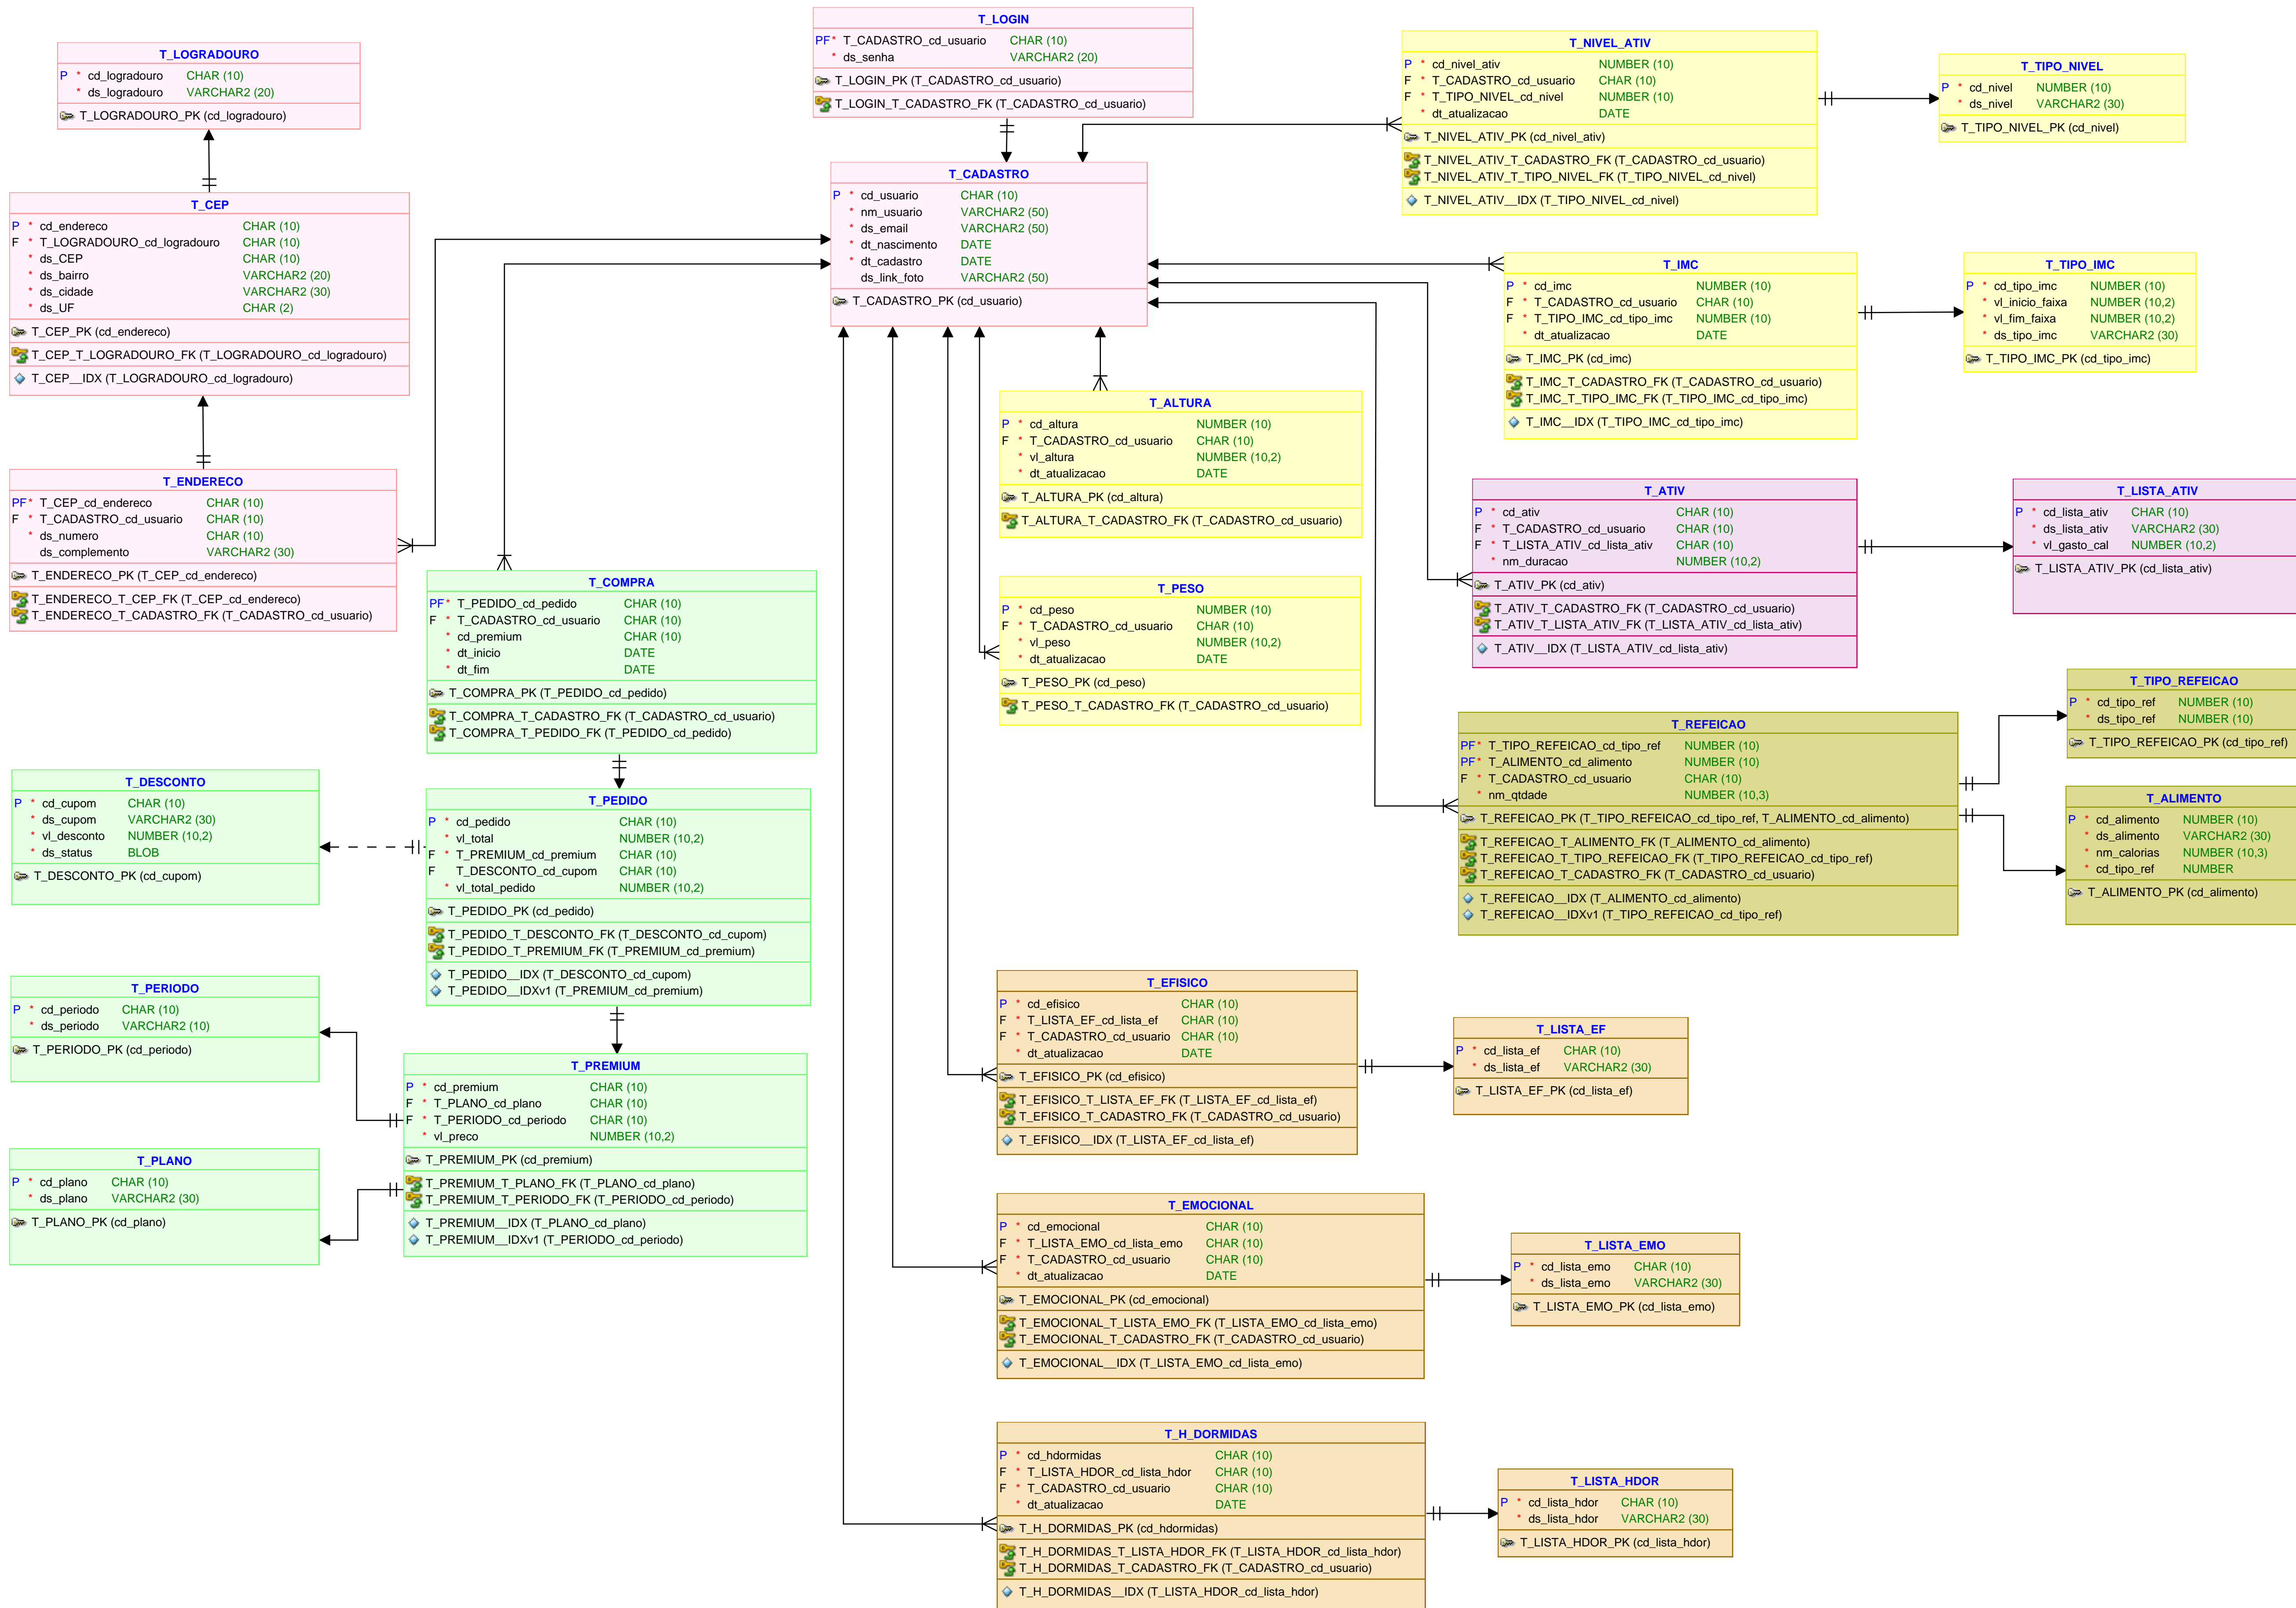 T_LOGIN
PF* T_CADASTRO_cd_usuario CHAR (10)
* ds_senha VARCHAR2 (20)
T_LOGIN_PK (T_CADASTRO_cd_usuario)
T_LOGIN_T_CADASTRO_FK (T_CADASTRO_cd_usuario)
T_LOGRADOURO
P * cd_logradouro CHAR (10)
* ds_logradouro VARCHAR2 (20)
T_LOGRADOURO_PK (cd_logradouro)
T_NIVEL_ATIV
P * cd_nivel_ativ NUMBER (10)
F * T_CADASTRO_cd_usuario CHAR (10)
F * T_TIPO_NIVEL_cd_nivel NUMBER (10)
* dt_atualizacao DATE
T_NIVEL_ATIV_PK (cd_nivel_ativ)
T_NIVEL_ATIV_T_CADASTRO_FK (T_CADASTRO_cd_usuario)
T_NIVEL_ATIV_T_TIPO_NIVEL_FK (T_TIPO_NIVEL_cd_nivel)
T_NIVEL_ATIV__IDX (T_TIPO_NIVEL_cd_nivel)
T_TIPO_NIVEL
P * cd_nivel NUMBER (10)
* ds_nivel VARCHAR2 (30)
T_TIPO_NIVEL_PK (cd_nivel)
T_CEP
P * cd_endereco CHAR (10)
F * T_LOGRADOURO_cd_logradouro CHAR (10)
* ds_CEP CHAR (10)
* ds_bairro VARCHAR2 (20)
* ds_cidade VARCHAR2 (30)
* ds_UF CHAR (2)
T_CEP_PK (cd_endereco)
T_CEP_T_LOGRADOURO_FK (T_LOGRADOURO_cd_logradouro)
T_CEP__IDX (T_LOGRADOURO_cd_logradouro)
T_CADASTRO
P * cd_usuario CHAR (10)
* nm_usuario VARCHAR2 (50)
* ds_email VARCHAR2 (50)
* dt_nascimento DATE
* dt_cadastro DATE
ds_link_foto VARCHAR2 (50)
T_CADASTRO_PK (cd_usuario)
T_IMC
P * cd_imc NUMBER (10)
F * T_CADASTRO_cd_usuario CHAR (10)
F * T_TIPO_IMC_cd_tipo_imc NUMBER (10)
* dt_atualizacao DATE
T_IMC_PK (cd_imc)
T_IMC_T_CADASTRO_FK (T_CADASTRO_cd_usuario)
T_IMC_T_TIPO_IMC_FK (T_TIPO_IMC_cd_tipo_imc)
T_IMC__IDX (T_TIPO_IMC_cd_tipo_imc)
T_TIPO_IMC
P * cd_tipo_imc NUMBER (10)
* vl_inicio_faixa NUMBER (10,2)
* vl_fim_faixa NUMBER (10,2)
* ds_tipo_imc VARCHAR2 (30)
T_TIPO_IMC_PK (cd_tipo_imc)
T_ALTURA
P * cd_altura NUMBER (10)
F * T_CADASTRO_cd_usuario CHAR (10)
* vl_altura NUMBER (10,2)
* dt_atualizacao DATE
T_ALTURA_PK (cd_altura)
T_ALTURA_T_CADASTRO_FK (T_CADASTRO_cd_usuario)
T_ENDERECO
PF* T_CEP_cd_endereco CHAR (10)
F * T_CADASTRO_cd_usuario CHAR (10)
* ds_numero CHAR (10)
ds_complemento VARCHAR2 (30)
T_ENDERECO_PK (T_CEP_cd_endereco)
T_ENDERECO_T_CEP_FK (T_CEP_cd_endereco)
T_ENDERECO_T_CADASTRO_FK (T_CADASTRO_cd_usuario)
T_ATIV
P * cd_ativ CHAR (10)
F * T_CADASTRO_cd_usuario CHAR (10)
F * T_LISTA_ATIV_cd_lista_ativ CHAR (10)
* nm_duracao NUMBER (10,2)
T_ATIV_PK (cd_ativ)
T_ATIV_T_CADASTRO_FK (T_CADASTRO_cd_usuario)
T_ATIV_T_LISTA_ATIV_FK (T_LISTA_ATIV_cd_lista_ativ)
T_ATIV__IDX (T_LISTA_ATIV_cd_lista_ativ)
T_LISTA_ATIV
P * cd_lista_ativ CHAR (10)
* ds_lista_ativ VARCHAR2 (30)
* vl_gasto_cal NUMBER (10,2)
T_LISTA_ATIV_PK (cd_lista_ativ)
T_COMPRA
PF* T_PEDIDO_cd_pedido CHAR (10)
F * T_CADASTRO_cd_usuario CHAR (10)
* cd_premium CHAR (10)
* dt_inicio DATE
* dt_fim DATE
T_COMPRA_PK (T_PEDIDO_cd_pedido)
T_COMPRA_T_CADASTRO_FK (T_CADASTRO_cd_usuario)
T_COMPRA_T_PEDIDO_FK (T_PEDIDO_cd_pedido)
T_PESO
P * cd_peso NUMBER (10)
F * T_CADASTRO_cd_usuario CHAR (10)
* vl_peso NUMBER (10,2)
* dt_atualizacao DATE
T_PESO_PK (cd_peso)
T_PESO_T_CADASTRO_FK (T_CADASTRO_cd_usuario)
T_TIPO_REFEICAO
P * cd_tipo_ref NUMBER (10)
* ds_tipo_ref NUMBER (10)
T_TIPO_REFEICAO_PK (cd_tipo_ref)
T_REFEICAO
PF* T_TIPO_REFEICAO_cd_tipo_ref NUMBER (10)
PF* T_ALIMENTO_cd_alimento NUMBER (10)
F * T_CADASTRO_cd_usuario CHAR (10)
* nm_qtdade NUMBER (10,3)
T_REFEICAO_PK (T_TIPO_REFEICAO_cd_tipo_ref, T_ALIMENTO_cd_alimento)
T_REFEICAO_T_ALIMENTO_FK (T_ALIMENTO_cd_alimento)
T_REFEICAO_T_TIPO_REFEICAO_FK (T_TIPO_REFEICAO_cd_tipo_ref)
T_REFEICAO_T_CADASTRO_FK (T_CADASTRO_cd_usuario)
T_REFEICAO__IDX (T_ALIMENTO_cd_alimento)
T_REFEICAO__IDXv1 (T_TIPO_REFEICAO_cd_tipo_ref)
T_ALIMENTO
P * cd_alimento NUMBER (10)
* ds_alimento VARCHAR2 (30)
* nm_calorias NUMBER (10,3)
* cd_tipo_ref NUMBER
T_ALIMENTO_PK (cd_alimento)
T_DESCONTO
P * cd_cupom CHAR (10)
* ds_cupom VARCHAR2 (30)
* vl_desconto NUMBER (10,2)
* ds_status BLOB
T_DESCONTO_PK (cd_cupom)
T_PEDIDO
P * cd_pedido CHAR (10)
* vl_total NUMBER (10,2)
F * T_PREMIUM_cd_premium CHAR (10)
F T_DESCONTO_cd_cupom CHAR (10)
* vl_total_pedido NUMBER (10,2)
T_PEDIDO_PK (cd_pedido)
T_PEDIDO_T_DESCONTO_FK (T_DESCONTO_cd_cupom)
T_PEDIDO_T_PREMIUM_FK (T_PREMIUM_cd_premium)
T_PEDIDO__IDX (T_DESCONTO_cd_cupom)
T_PEDIDO__IDXv1 (T_PREMIUM_cd_premium)
T_PERIODO
P * cd_periodo CHAR (10)
* ds_periodo VARCHAR2 (10)
T_PERIODO_PK (cd_periodo)
T_EFISICO
P * cd_efisico CHAR (10)
F * T_LISTA_EF_cd_lista_ef CHAR (10)
F * T_CADASTRO_cd_usuario CHAR (10)
* dt_atualizacao DATE
T_EFISICO_PK (cd_efisico)
T_EFISICO_T_LISTA_EF_FK (T_LISTA_EF_cd_lista_ef)
T_EFISICO_T_CADASTRO_FK (T_CADASTRO_cd_usuario)
T_EFISICO__IDX (T_LISTA_EF_cd_lista_ef)
T_LISTA_EF
P * cd_lista_ef CHAR (10)
* ds_lista_ef VARCHAR2 (30)
T_LISTA_EF_PK (cd_lista_ef)
T_PREMIUM
P * cd_premium CHAR (10)
F * T_PLANO_cd_plano CHAR (10)
F * T_PERIODO_cd_periodo CHAR (10)
* vl_preco NUMBER (10,2)
T_PREMIUM_PK (cd_premium)
T_PREMIUM_T_PLANO_FK (T_PLANO_cd_plano)
T_PREMIUM_T_PERIODO_FK (T_PERIODO_cd_periodo)
T_PREMIUM__IDX (T_PLANO_cd_plano)
T_PREMIUM__IDXv1 (T_PERIODO_cd_periodo)
T_PLANO
P * cd_plano CHAR (10)
* ds_plano VARCHAR2 (30)
T_PLANO_PK (cd_plano)
T_EMOCIONAL
P * cd_emocional CHAR (10)
F * T_LISTA_EMO_cd_lista_emo CHAR (10)
F * T_CADASTRO_cd_usuario CHAR (10)
* dt_atualizacao DATE
T_EMOCIONAL_PK (cd_emocional)
T_EMOCIONAL_T_LISTA_EMO_FK (T_LISTA_EMO_cd_lista_emo)
T_EMOCIONAL_T_CADASTRO_FK (T_CADASTRO_cd_usuario)
T_EMOCIONAL__IDX (T_LISTA_EMO_cd_lista_emo)
T_LISTA_EMO
P * cd_lista_emo CHAR (10)
* ds_lista_emo VARCHAR2 (30)
T_LISTA_EMO_PK (cd_lista_emo)
T_H_DORMIDAS
P * cd_hdormidas CHAR (10)
F * T_LISTA_HDOR_cd_lista_hdor CHAR (10)
F * T_CADASTRO_cd_usuario CHAR (10)
* dt_atualizacao DATE
T_H_DORMIDAS_PK (cd_hdormidas)
T_H_DORMIDAS_T_LISTA_HDOR_FK (T_LISTA_HDOR_cd_lista_hdor)
T_H_DORMIDAS_T_CADASTRO_FK (T_CADASTRO_cd_usuario)
T_H_DORMIDAS__IDX (T_LISTA_HDOR_cd_lista_hdor)
T_LISTA_HDOR
P * cd_lista_hdor CHAR (10)
* ds_lista_hdor VARCHAR2 (30)
T_LISTA_HDOR_PK (cd_lista_hdor)